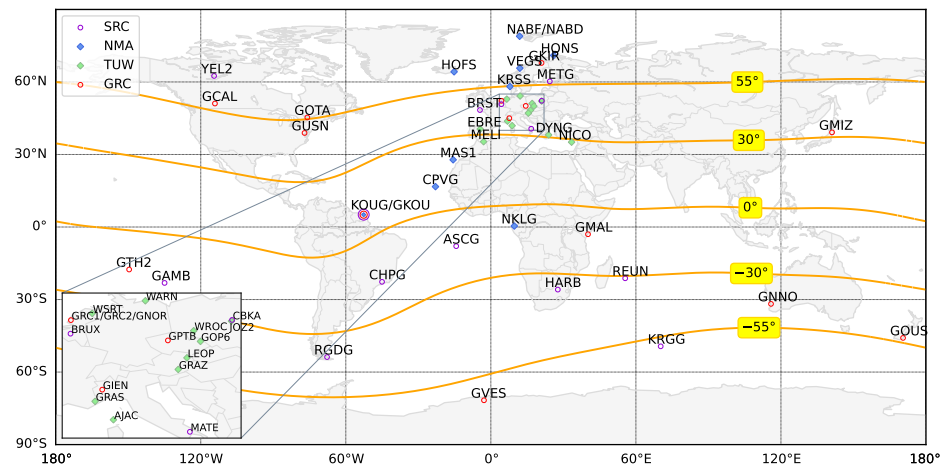 SRC
NMA
TUW
GRC
NABF/NABD
HONS
GKIR
VEGS
HOFS
METG
YEL2
KRSS
60°N
55°
GCAL
BRST
GOTA
GUSN
EBRE
DYNG
NICO
GMIZ
MELI
30°
30°N
MAS1
CPVG
KOUG/GKOU
0°
0°
NKLG
GMAL
ASCG
GTH2
GAMB
CHPG
REUN
−30°
HARB
GNNO
30°S
WARN
WSRT
GRC1/GRC2/GNOR
CBKA
BRUX
WROC
JOZ2
GPTB
GOP6
LEOP
GRAZ
GIEN
GRAS
AJAC
MATE
−55°
GOUS
KRGG
RGDG
60°S
GVES
90°S
180°
120°W
60°W
0°
60°E
120°E
180°